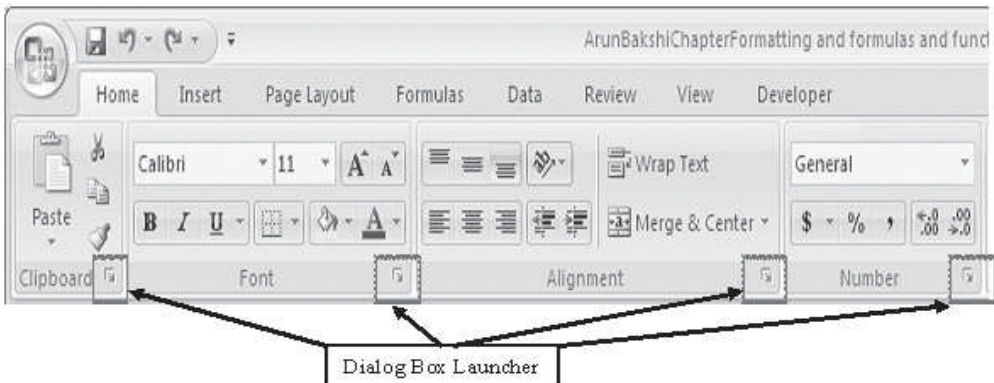 ArunBakshiChapterFormatting and formulas and funct
Home Insert Page Layout Formulas Data Review View Developer
Calibri 11 A A Wrap Text General
Paste B I U A Merge & Center $ % , .0 .00 .00 .0
Clipboard Font Alignment Number
Dialog Box Launcher